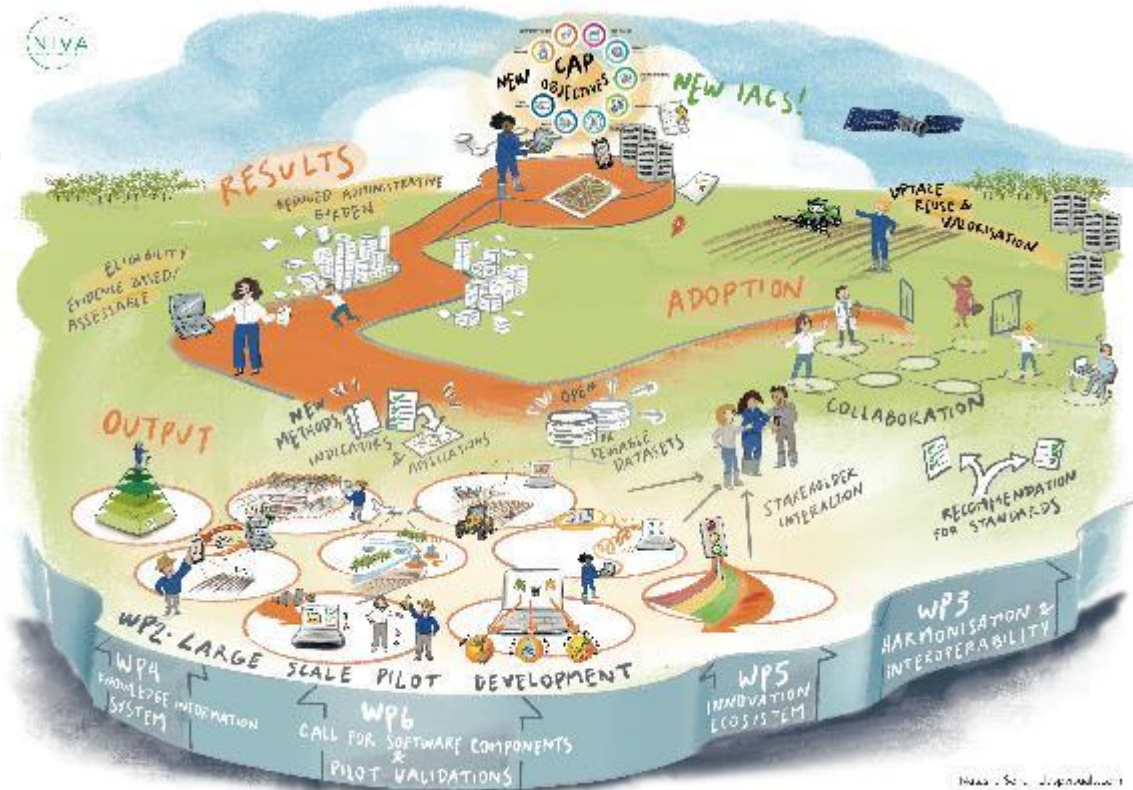 NIVA
NEW
CAP
OBJECTIVES
NEW IACS!
RESULTS
REDUCED ADMINISTRATIVE
BURDEN
ELIGIBILITY
EVIDENCE BASED/
ASSESSABLE
UPTAKE
REUSE &
VALORISATION
ADOPTION
COLLABORATION
OUTPUT
NEW
METHODS
INDICATORS
&
APPLICATIONS
OPEN
DATASETS
STAKEHOLDER
INTERACTION
RECOMMENDATION
FOR STANDARDS
WP2. LARGE SCALE PILOT DEVELOPMENT
WP4
KNOWLEDGE INFORMATION
SYSTEM
WP6
CALL FOR SOFTWARE COMPONENTS
&
PILOT VALIDATIONS
WP5
INNOVATION
ECOSYSTEM
WP3
HARMONISATION &
INTEROPERABILITY